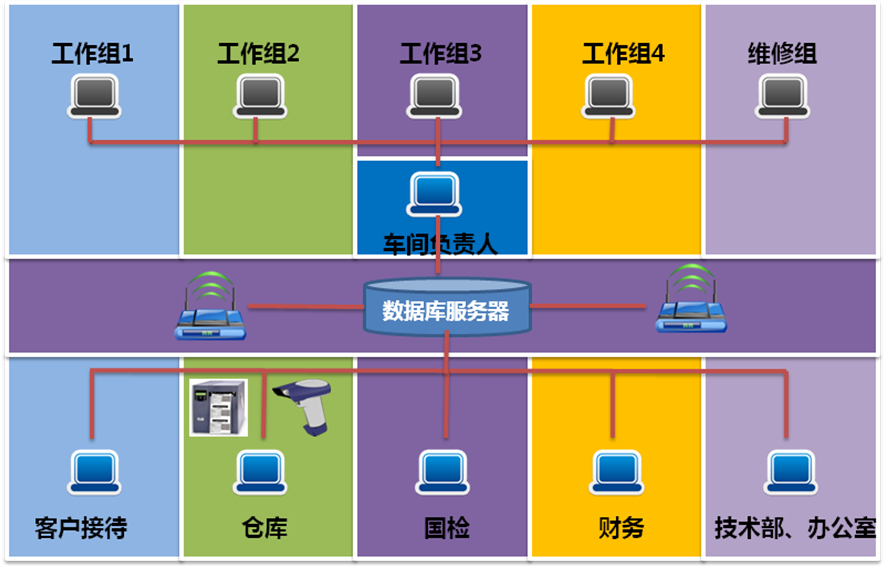 工作组1
工作组2
工作组3
工作组4
维修组
车间负责人
数据库服务器
客户接待
仓库
国检
财务
技术部、办公室